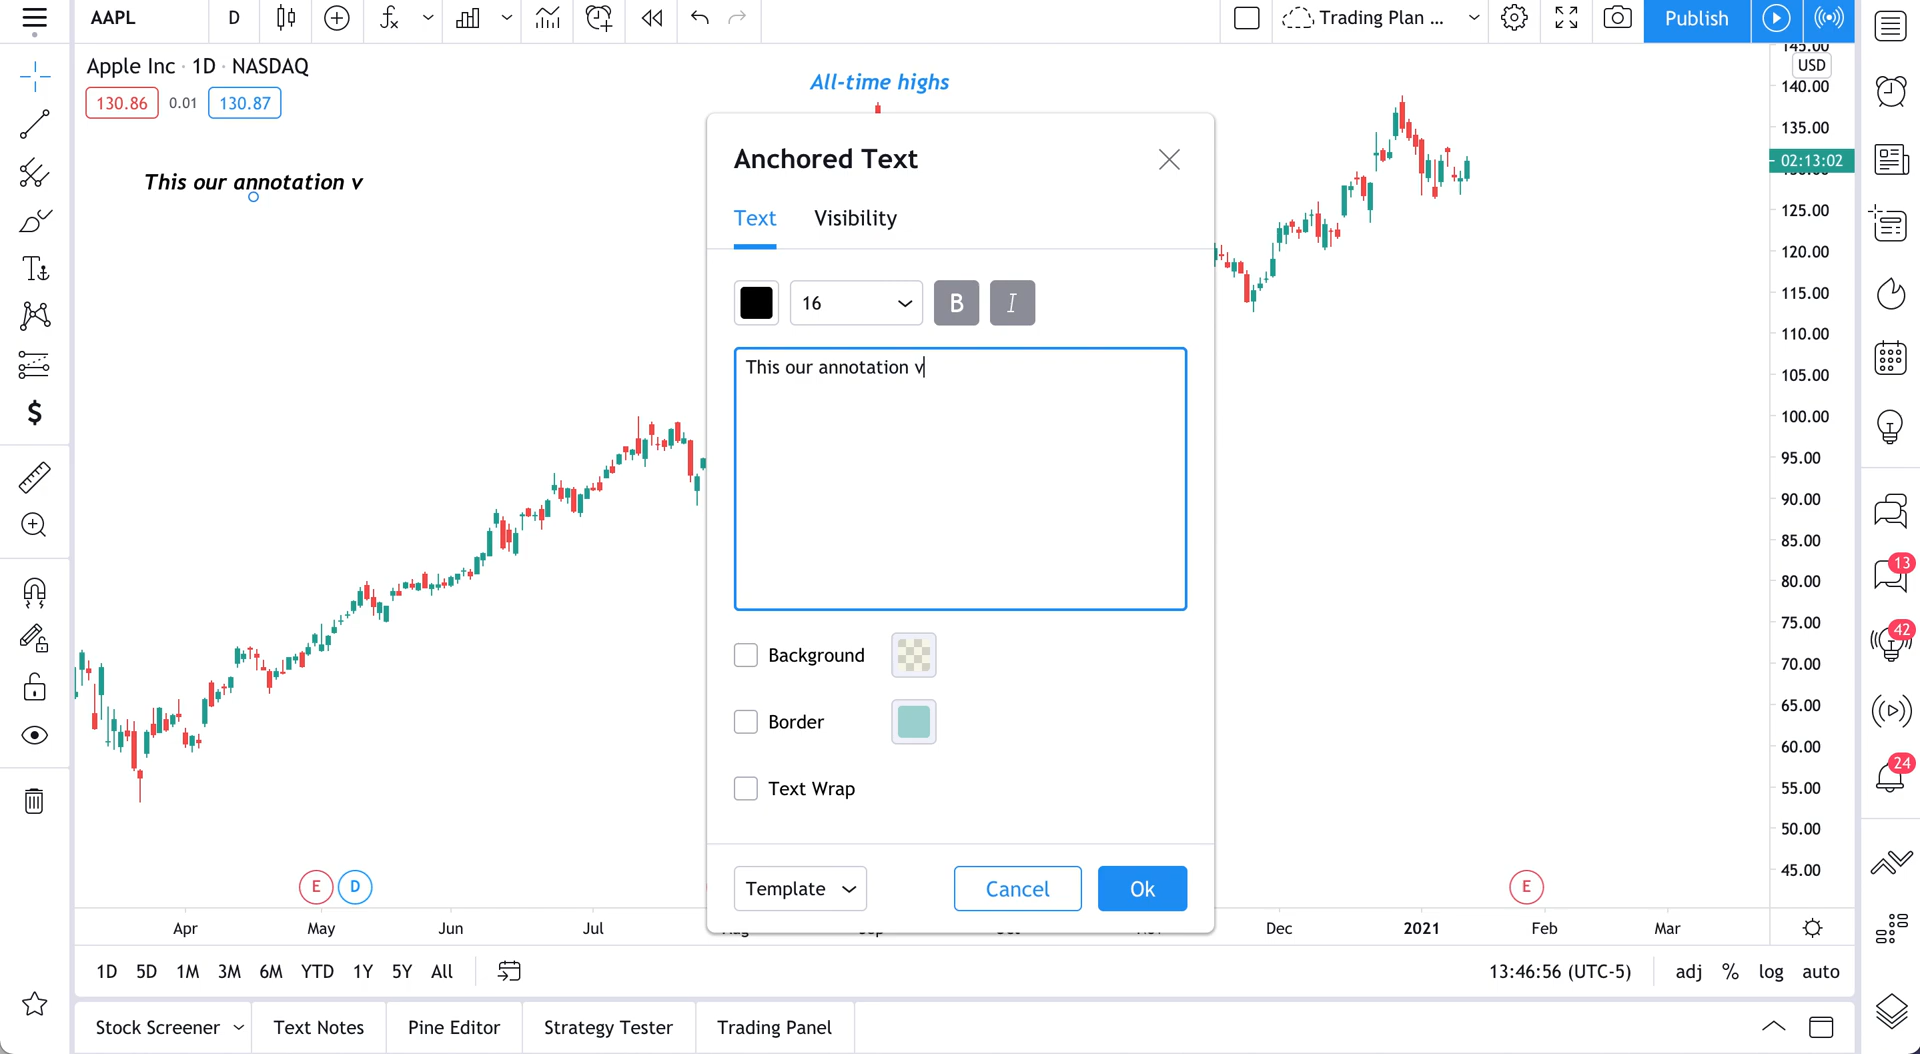 AAPL D Trading Plan ... Publish
Apple Inc · 1D · NASDAQ
130.86 0.01 130.87
All-time highs
This our annotation v
Anchored Text
Text Visibility
16 B I
This our annotation v
Background
Border
Text Wrap
Template Cancel Ok
145.00
USD
140.00
135.00
02:13:02
125.00
120.00
115.00
110.00
105.00
100.00
95.00
90.00
85.00
80.00
75.00
70.00
65.00
60.00
55.00
50.00
45.00
13
42
24
E D E
Apr May Jun Jul Dec 2021 Feb Mar
1D 5D 1M 3M 6M YTD 1Y 5Y All 13:46:56 (UTC-5) adj % log auto
Stock Screener Text Notes Pine Editor Strategy Tester Trading Panel